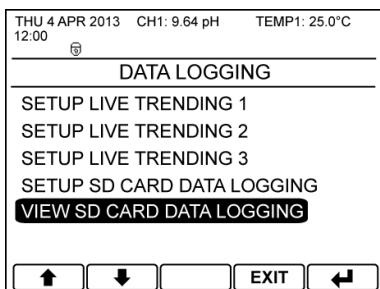 THU 4 APR 2013 CH1: 9.64 pH TEMP1: 25.0°C
12:00
DATA LOGGING
SETUP LIVE TRENDING 1
SETUP LIVE TRENDING 2
SETUP LIVE TRENDING 3
SETUP SD CARD DATA LOGGING
VIEW SD CARD DATA LOGGING
EXIT